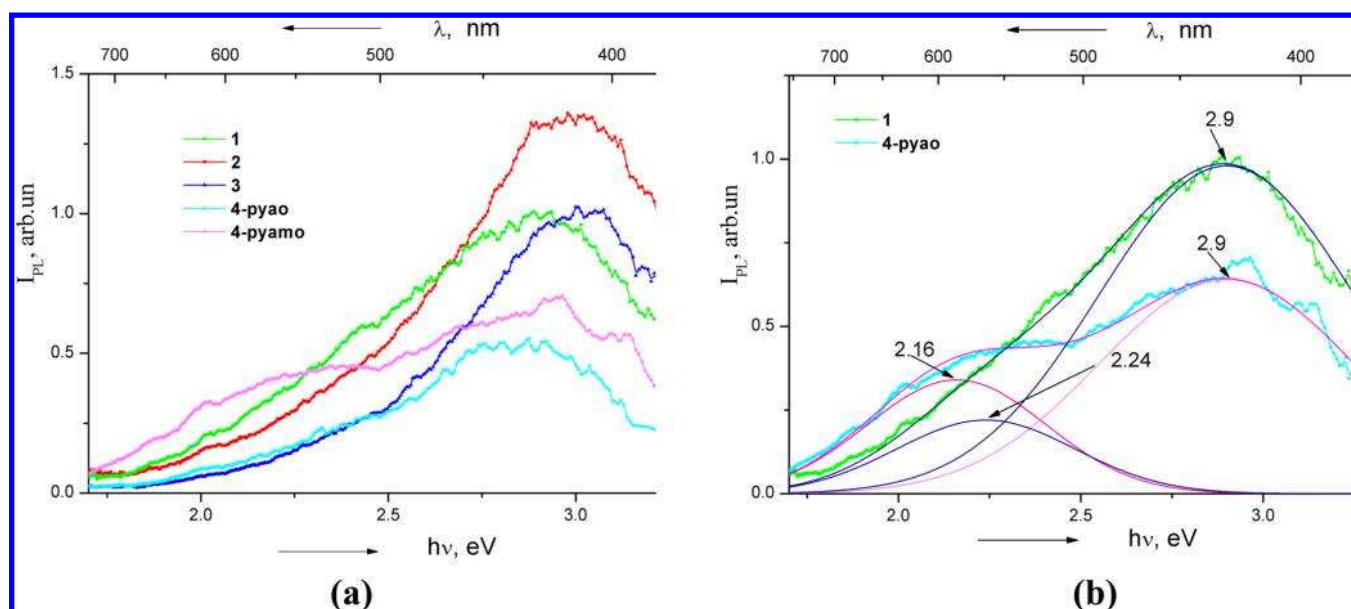 λ, nm
700 600 500 400
1.5
1.0
0.5
0.0
I_PL, arb.un
1
2
3
4-pyao
4-pyamo
2.0 2.5 3.0
hν, eV
(a)
λ, nm
700 600 500 400
1.0
0.5
0.0
I_PL, arb.un
1
4-pyao
2.9
2.9
2.16
2.24
2.0 2.5 3.0
hν, eV
(b)